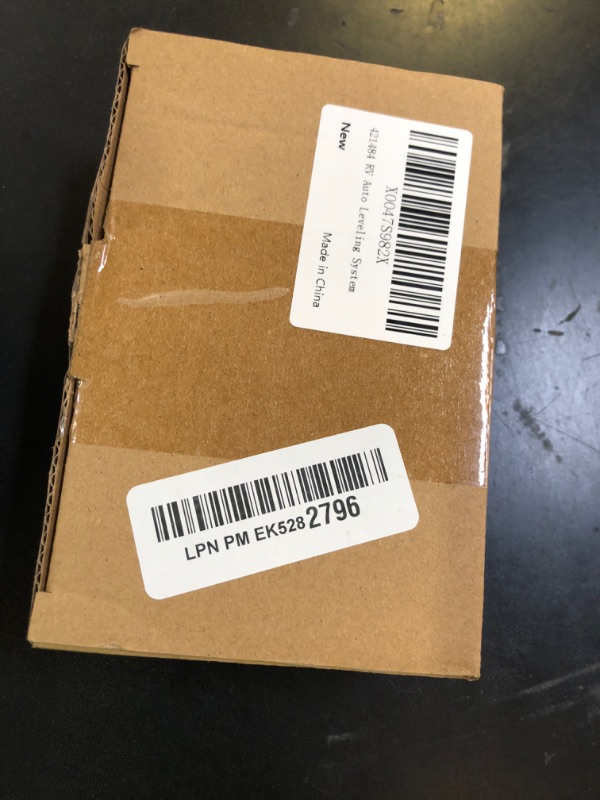 X0047S982X
421484 RV Auto Leveling System
New
Made in China
LPN PM EK528 2796